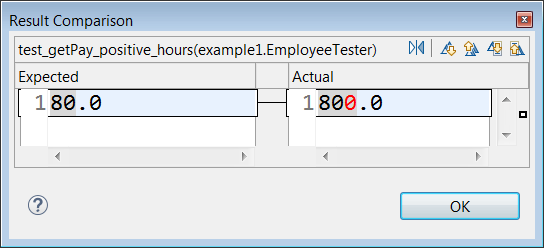 Result Comparison
test_getPay_positive_hours(example1.EmployeeTester)
Expected
Actual
1 80.0
1 800.0
OK